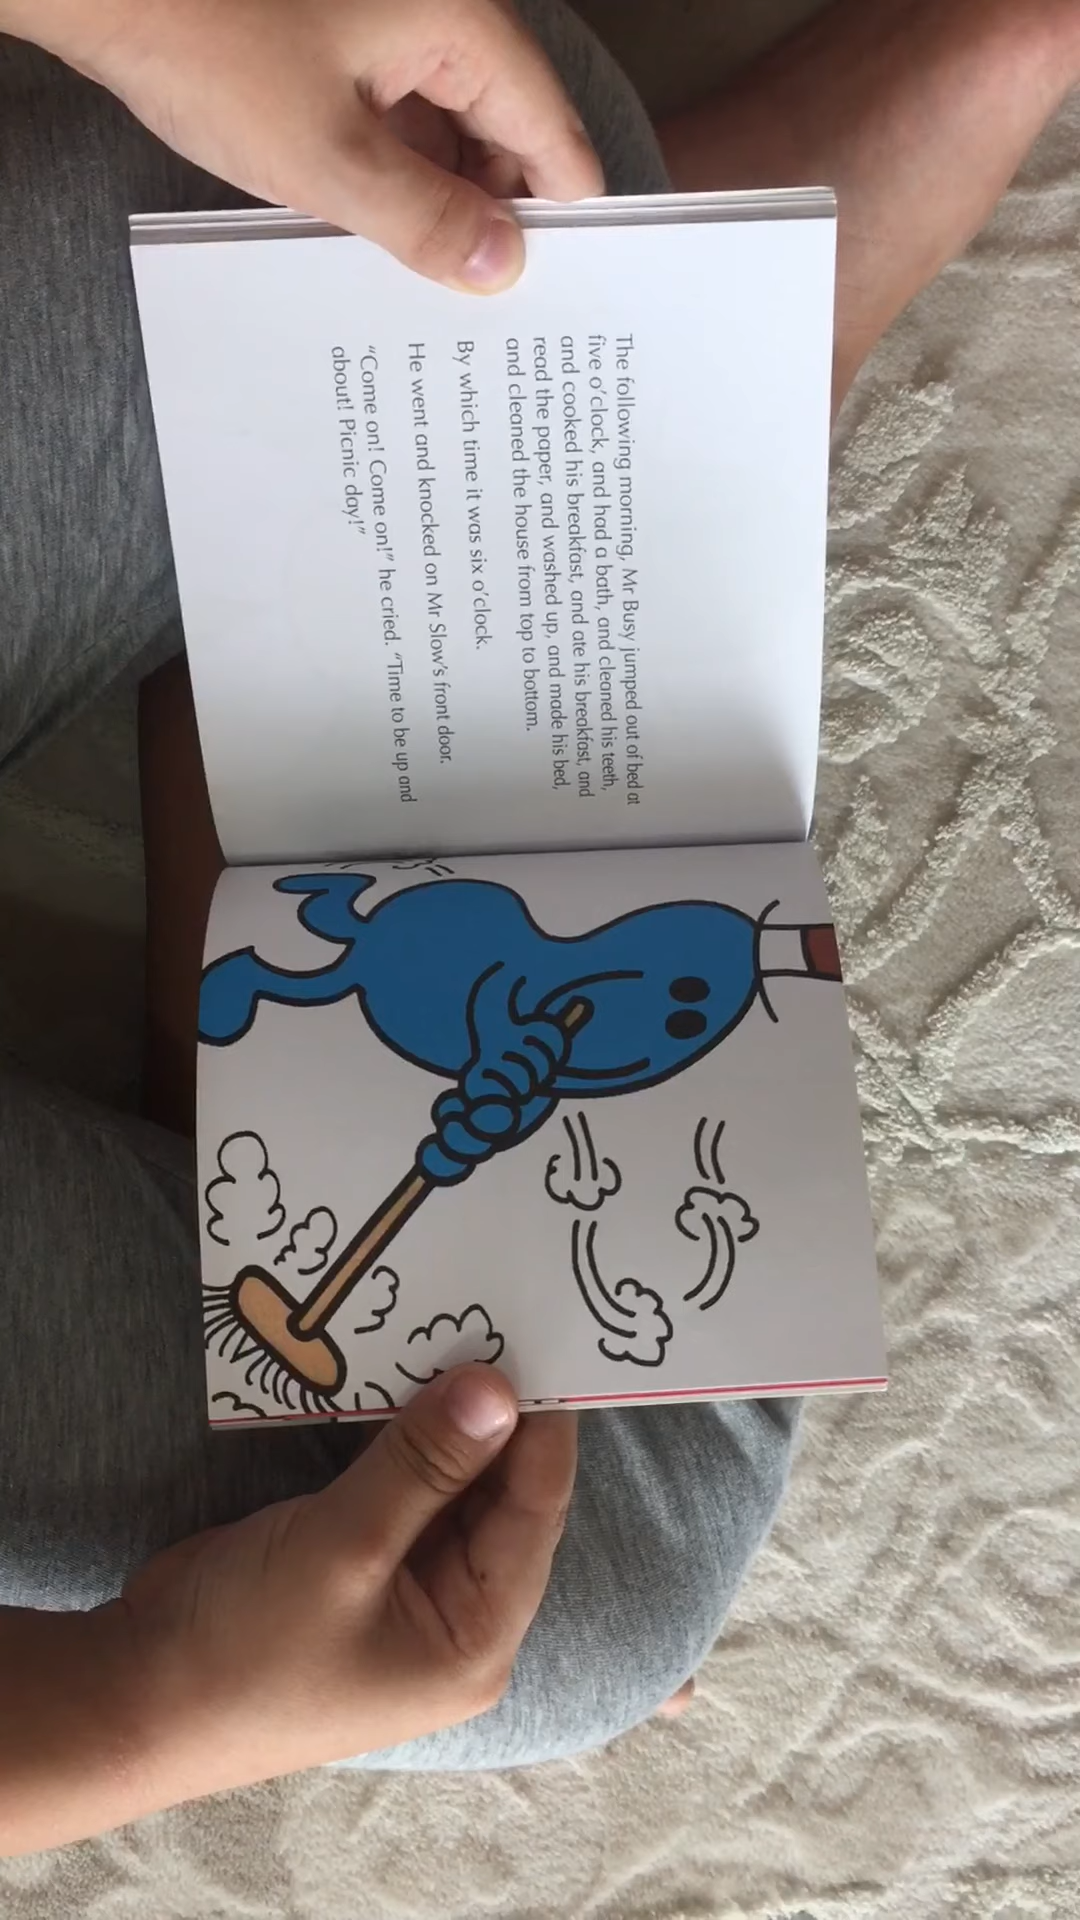 The following morning, Mr Busy jumped out of bed at
five o’clock, and had a bath, and cleaned his teeth,
and cooked his breakfast, and ate his breakfast, and
read the paper, and washed up, and made his bed,
and cleaned the house from top to bottom.
By which time it was six o’clock.
He went and knocked on Mr Slow’s front door.
“Come on! Come on!” he cried. “Time to be up and
about! Picnic day!”